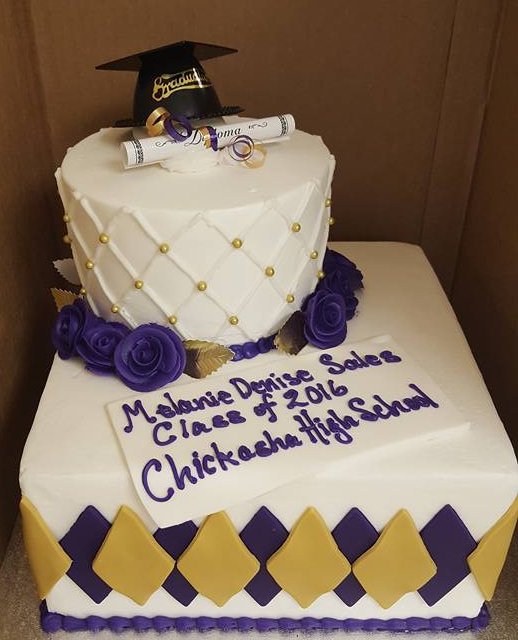 Graduate
Diploma
Melanie Denise Sales
Class of 2016
Chickasha High School